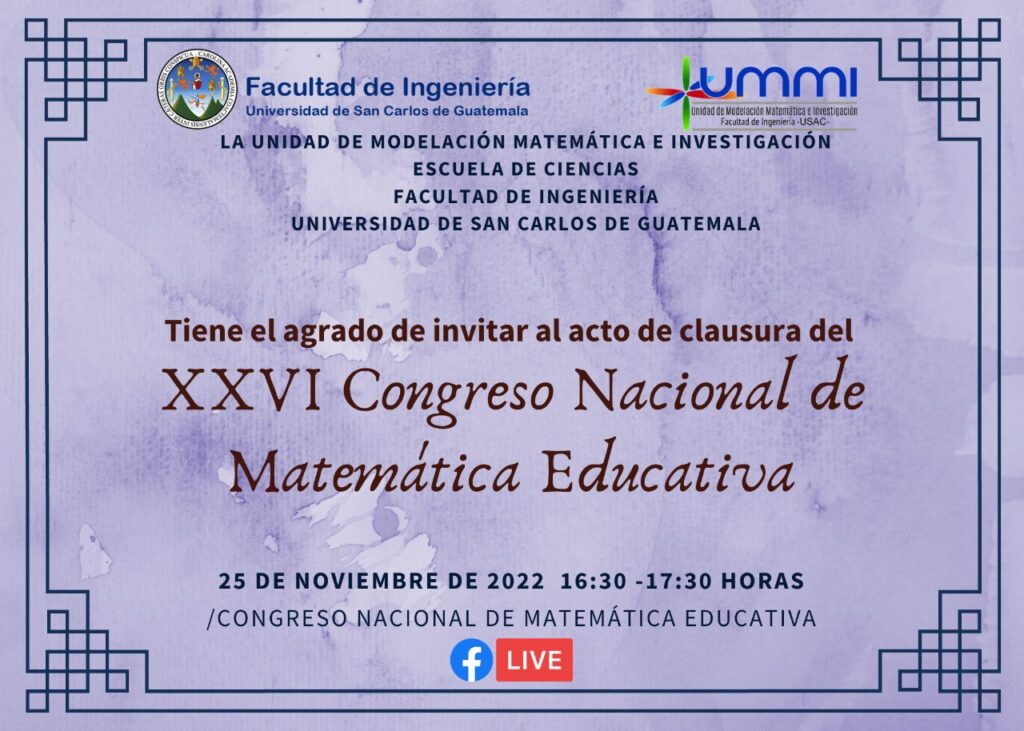 Facultad de Ingeniería
Universidad de San Carlos de Guatemala
UMMI
Unidad de Modelación Matemática e Investigación
Facultad de Ingeniería -USAC-
LA UNIDAD DE MODELACIÓN MATEMÁTICA E INVESTIGACIÓN
ESCUELA DE CIENCIAS
FACULTAD DE INGENIERÍA
UNIVERSIDAD DE SAN CARLOS DE GUATEMALA
Tiene el agrado de invitar al acto de clausura del
XXVI Congreso Nacional de
Matemática Educativa
25 DE NOVIEMBRE DE 2022 16:30 -17:30 HORAS
/CONGRESO NACIONAL DE MATEMÁTICA EDUCATIVA
LIVE